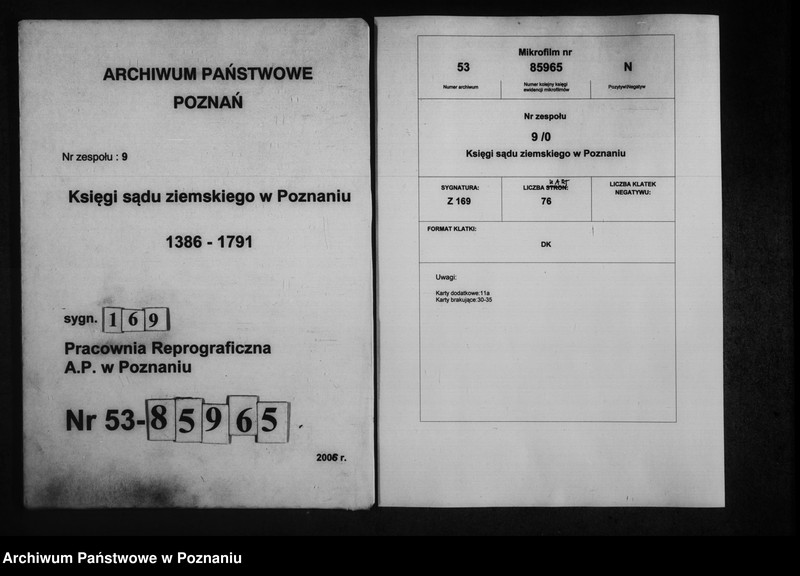 ARCHIWUM PAŃSTWOWE
POZNAŃ
Nr zespołu : 9
Księgi sądu ziemskiego w Poznaniu
1386 - 1791
sygn. 169
Pracownia Reprograficzna
A.P. w Poznaniu
Nr 53-85965
2006 r.
Mikrofilm nr
53 85965 N
Numer archiwum Numer kolejny księgi ewidencji mikrofilmów Pozytyw/Negatyw
Nr zespołu
9 /0
Księgi sądu ziemskiego w Poznaniu
SYGNATURA:
Z 169
KART
LICZBA STRON:
76
LICZBA KLATEK
NEGATYWU:
FORMAT KLATKI:
DK
Uwagi:
Karty dodatkowe:11a
Karty brakujące:30-35
Archiwum Państwowe w Poznaniu